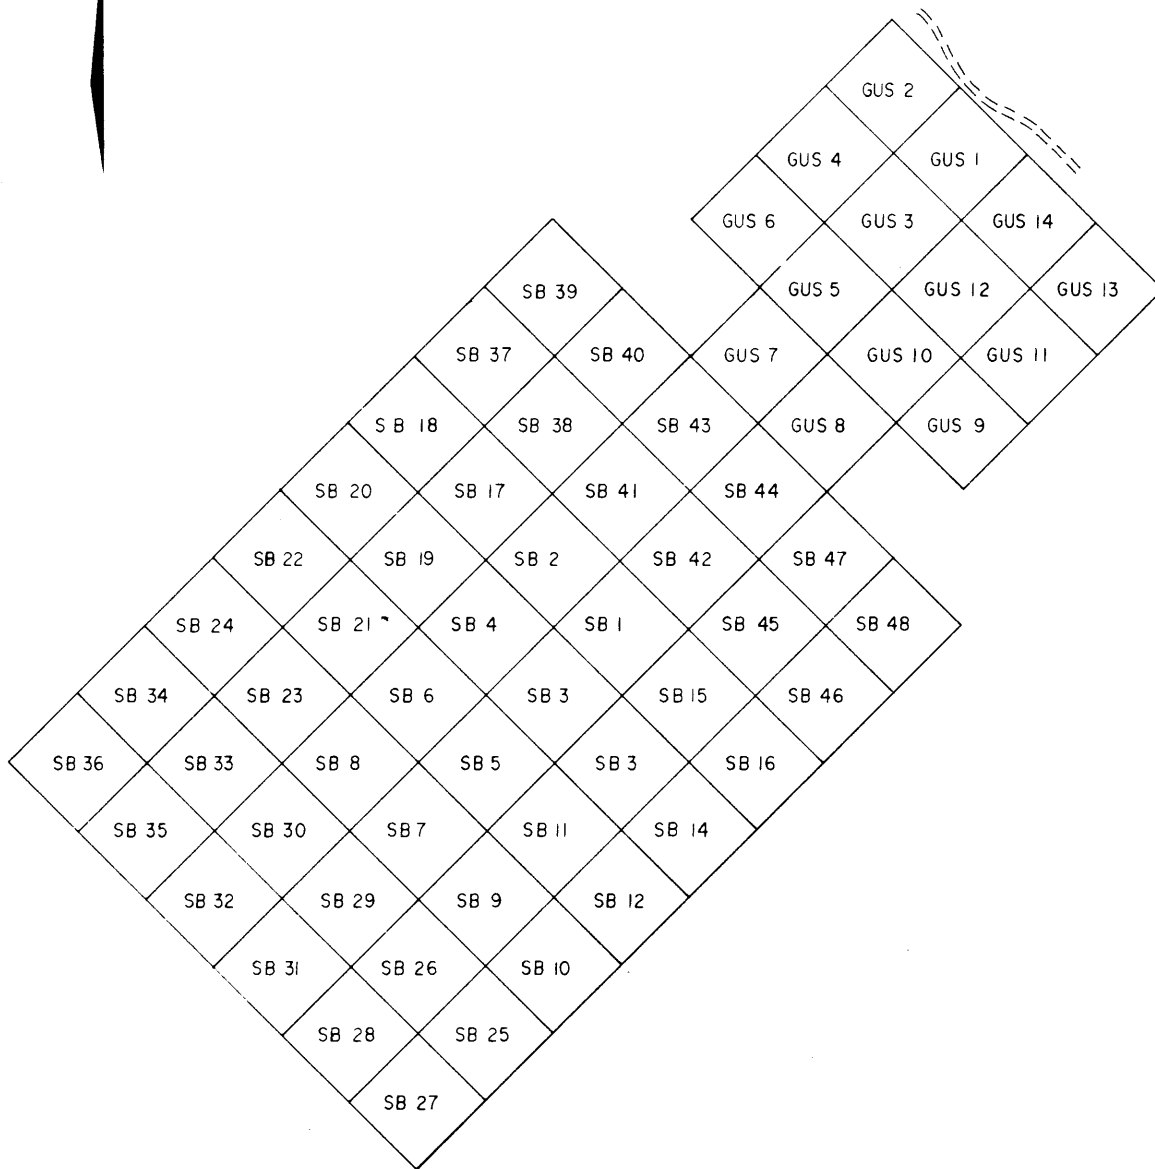 GUS 2
GUS 4
GUS 1
GUS 6
GUS 3
GUS 14
SB 39
GUS 5
GUS 12
GUS 13
SB 37
SB 40
GUS 7
GUS 10
GUS 11
SB 18
SB 38
SB 43
GUS 8
GUS 9
SB 20
SB 17
SB 41
SB 44
SB 22
SB 19
SB 2
SB 42
SB 47
SB 24
SB 21
SB 4
SB 1
SB 45
SB 48
SB 34
SB 23
SB 6
SB 3
SB 15
SB 46
SB 36
SB 33
SB 8
SB 5
SB 3
SB 16
SB 35
SB 30
SB 7
SB 11
SB 14
SB 32
SB 29
SB 9
SB 12
SB 31
SB 26
SB 10
SB 28
SB 25
SB 27